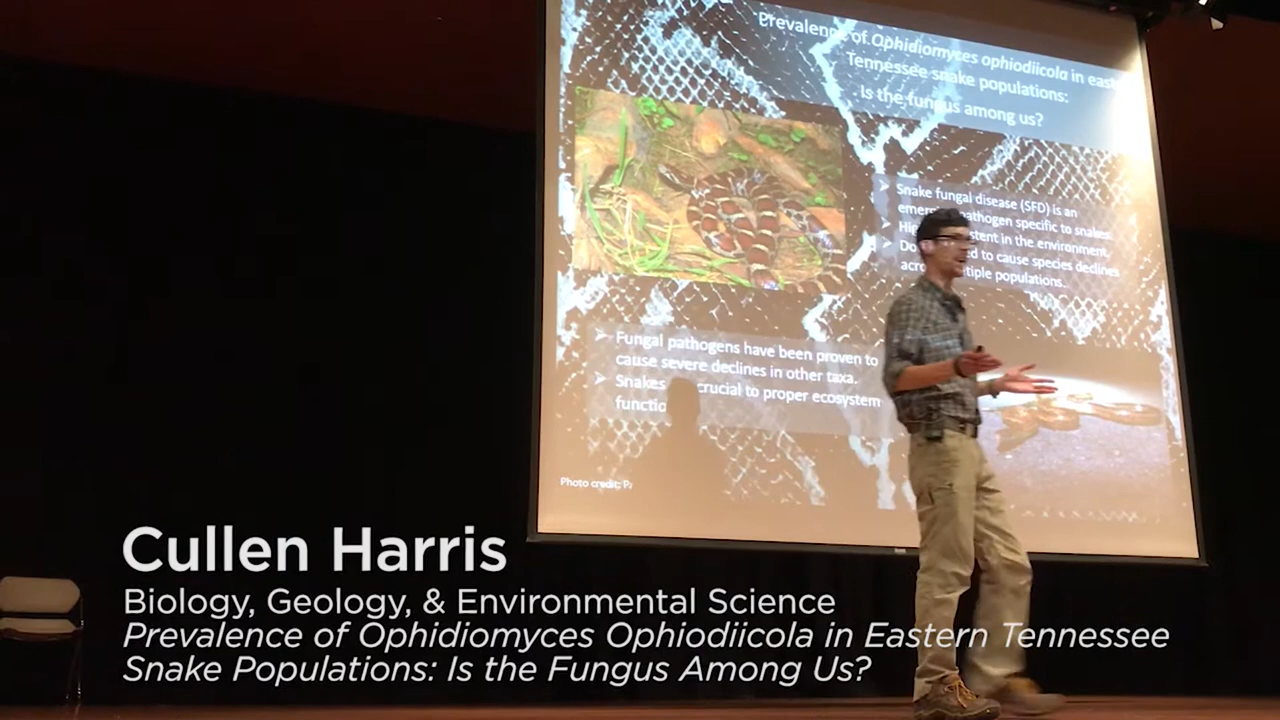 Prevalence of Ophidiomyces ophiodiicola in east
Tennessee snake populations:
Is the fungus among us?
➢ Snake fungal disease (SFD) is an
pathogen specific to snakes.
➢ in the environment.
➢ to cause species declines
populations.
➢ Fungal pathogens have been proven to
cause severe declines in other taxa.
➢ Snakes crucial to proper ecosystem
Photo credit:
Cullen Harris
Biology, Geology, & Environmental Science
Prevalence of Ophidiomyces Ophiodiicola in Eastern Tennessee
Snake Populations: Is the Fungus Among Us?